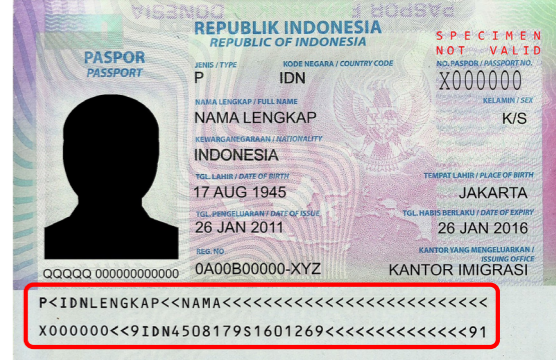 REPUBLIK INDONESIA
REPUBLIC OF INDONESIA
SPECIMEN
NOT VALID
PASPOR
PASSPORT
JENIS / TYPE
KODE NEGARA / COUNTRY CODE
NO. PASPOR / PASSPORT NO.
P
IDN
X000000
NAMA LENGKAP / FULL NAME
KELAMIN / SEX
NAMA LENGKAP
K/S
KEWARGANEGARAAN / NATIONALITY
INDONESIA
TGL. LAHIR / DATE OF BIRTH
TEMPAT LAHIR / PLACE OF BIRTH
17 AUG 1945
JAKARTA
TGL. PENGELUARAN / DATE OF ISSUE
TGL. HABIS BERLAKU / DATE OF EXPIRY
26 JAN 2011
26 JAN 2016
REG. NO
KANTOR YANG MENGELUARKAN /
ISSUING OFFICE
0A00B00000-XYZ
KANTOR IMIGRASI
QQQQQ 000000000000
P<IDNLENGKAP<<NAMA<<<<<<<<<<<<<<<<<<<<<<<<<<
X000000<<9IDN4508179S1601269<<<<<<<<<<<<<<91